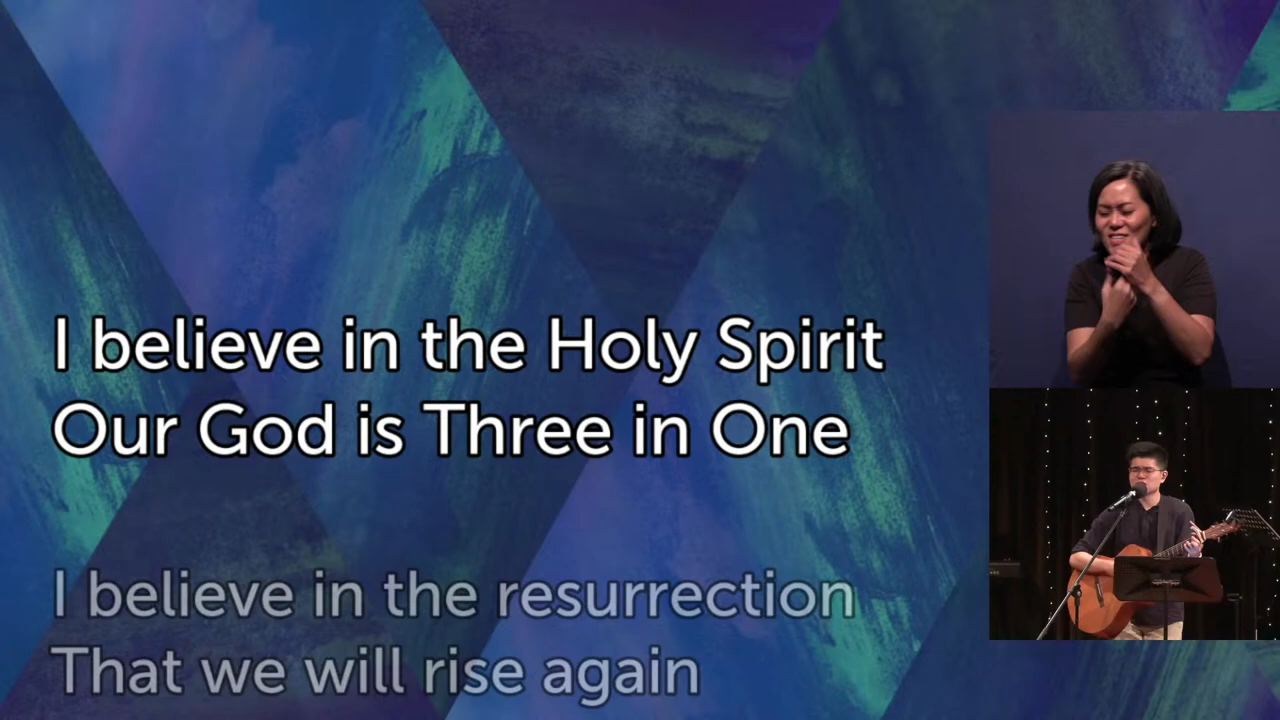 I believe in the Holy Spirit
Our God is Three in One
I believe in the resurrection
That we will rise again